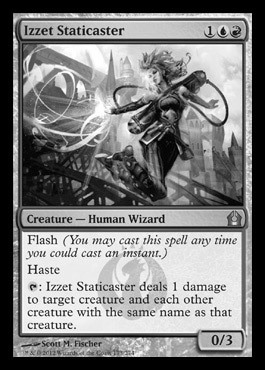 Izzet Staticaster 1
Creature — Human Wizard
Flash (You may cast this spell any time
you could cast an instant.)
Haste
: Izzet Staticaster deals 1 damage
to target creature and each other
creature with the same name as that
creature.
Scott M. Fischer
0/3